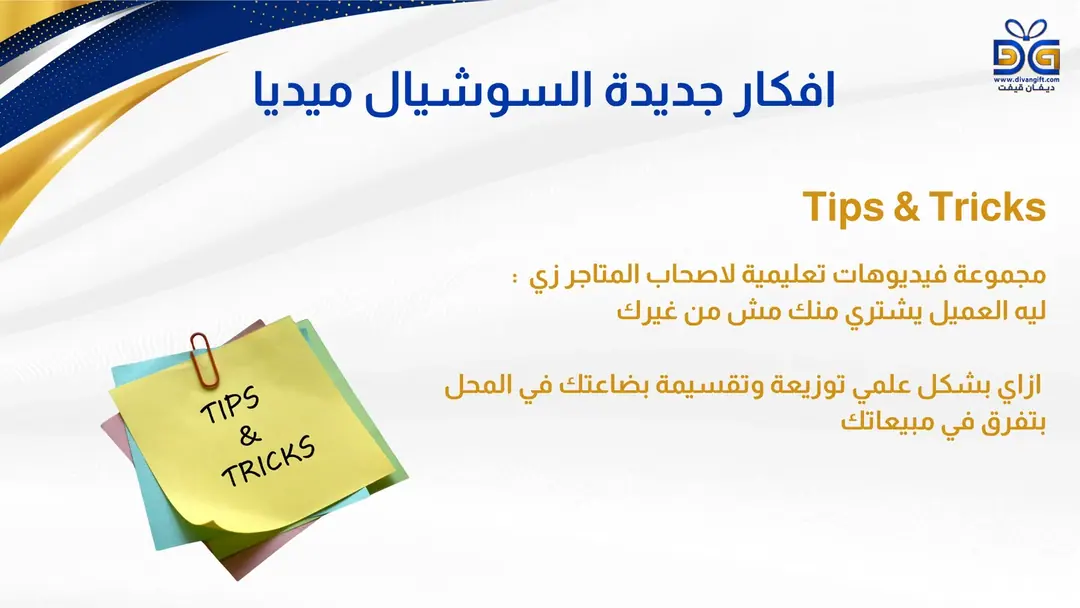 www.divangift.com
ديفان قيفت
افكار جديدة السوشيال ميديا
Tips & Tricks
مجموعة فيديوهات تعليمية لاصحاب المتاجر زي :
ليه العميل يشتري منك مش من غيرك
ازاي بشكل علمي توزيعة وتقسيمة بضاعتك في المحل
بتفرق في مبيعاتك
TIPS
&
TRICKS